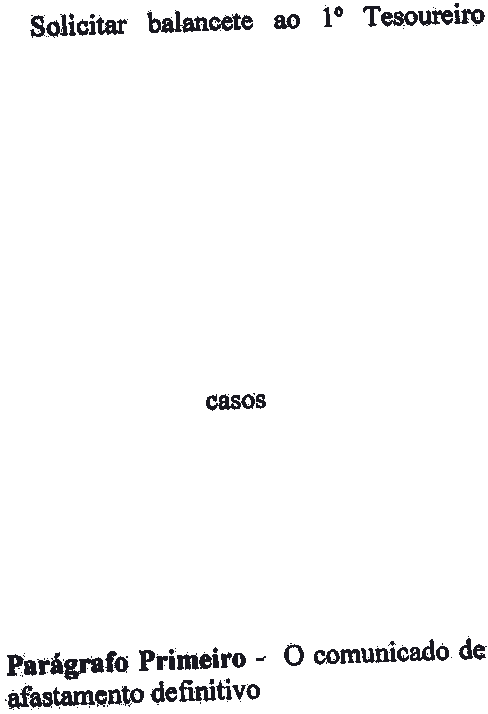 Solicitar balancete ao 1º Tesoureiro
casos
Parágrafo Primeiro - O comunicado de
afastamento definitivo